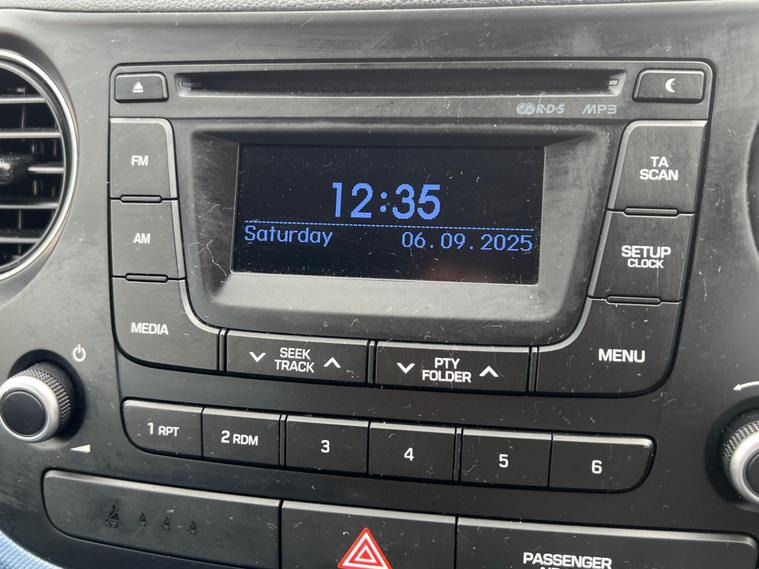 R·D·S MP3
FM
TA
SCAN
12:35
AM
Saturday 06.09.2025
SETUP
CLOCK
MEDIA
SEEK
TRACK
PTY
FOLDER
MENU
1 RPT
2 RDM
3
4
5
6
PASSENGER